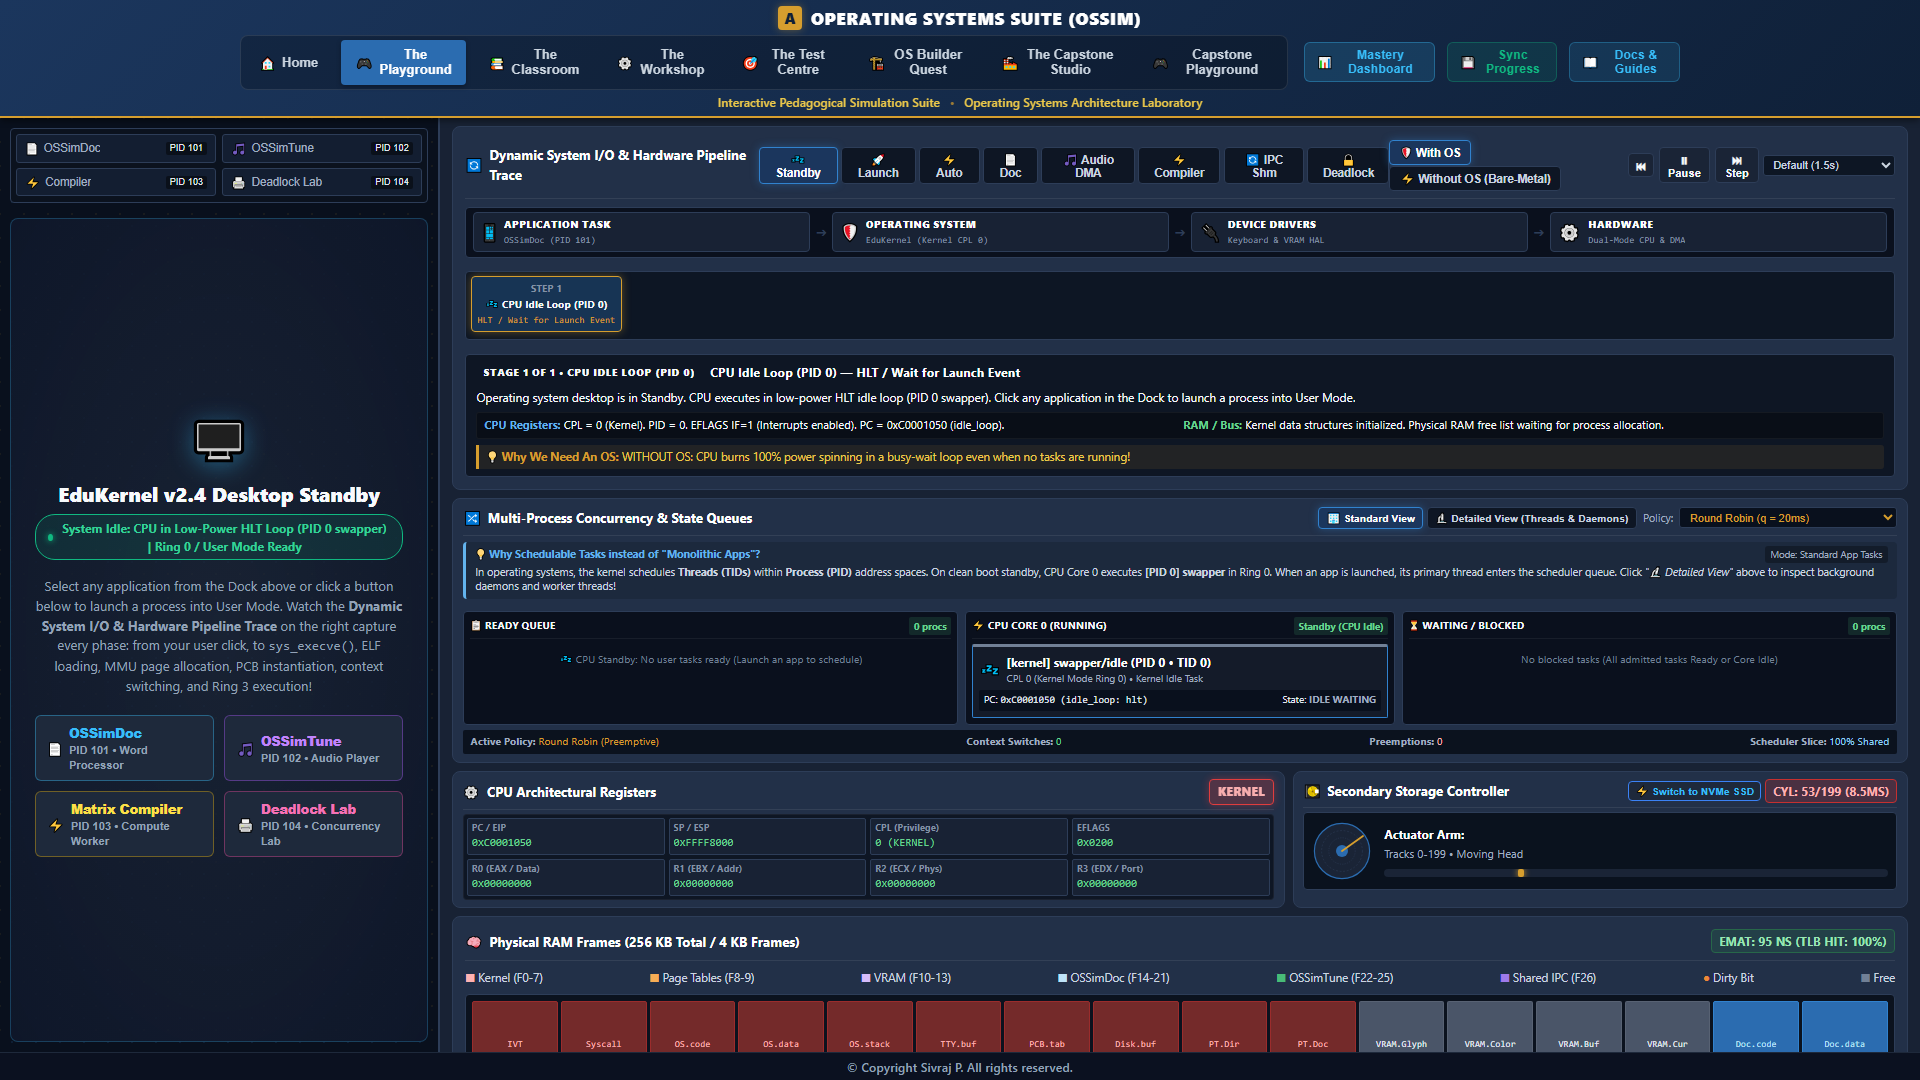 A OPERATING SYSTEMS SUITE (OSSIM)
Home
The Playground
The Classroom
The Workshop
The Test Centre
OS Builder Quest
The Capstone Studio
Capstone Playground
Mastery Dashboard
Sync Progress
Docs & Guides
Interactive Pedagogical Simulation Suite • Operating Systems Architecture Laboratory
OSSimDoc PID 101
OSSimTune PID 102
Compiler PID 103
Deadlock Lab PID 104
EduKernel v2.4 Desktop Standby
System Idle: CPU in Low-Power HLT Loop (PID 0 swapper)
| Ring 0 / User Mode Ready
Select any application from the Dock above or click a button
below to launch a process into User Mode. Watch the Dynamic
System I/O & Hardware Pipeline Trace on the right capture
every phase: from your user click, to sys_execve(), ELF
loading, MMU page allocation, PCB instantiation, context
switching, and Ring 3 execution!
OSSimDoc
PID 101 • Word
Processor
OSSimTune
PID 102 • Audio Player
Matrix Compiler
PID 103 • Compute
Worker
Deadlock Lab
PID 104 • Concurrency
Lab
Dynamic System I/O & Hardware Pipeline
Trace
Standby
Launch
Auto
Doc
Audio DMA
Compiler
IPC Shm
Deadlock
With OS
Without OS (Bare-Metal)
Pause
Step
Default (1.5s)
APPLICATION TASK
OSSimDoc (PID 101)
→
OPERATING SYSTEM
EduKernel (Kernel CPL 0)
→
DEVICE DRIVERS
Keyboard & VRAM HAL
→
HARDWARE
Dual-Mode CPU & DMA
STEP 1
CPU Idle Loop (PID 0)
HLT / Wait for Launch Event
STAGE 1 OF 1 • CPU IDLE LOOP (PID 0) CPU Idle Loop (PID 0) — HLT / Wait for Launch Event
Operating system desktop is in Standby. CPU executes in low-power HLT idle loop (PID 0 swapper). Click any application in the Dock to launch a process into User Mode.
CPU Registers: CPL = 0 (Kernel). PID = 0. EFLAGS IF=1 (Interrupts enabled). PC = 0xC0001050 (idle_loop).
RAM / Bus: Kernel data structures initialized. Physical RAM free list waiting for process allocation.
Why We Need An OS: WITHOUT OS: CPU burns 100% power spinning in a busy-wait loop even when no tasks are running!
Multi-Process Concurrency & State Queues
Standard View
Detailed View (Threads & Daemons)
Policy: Round Robin (q = 20ms)
Why Schedulable Tasks instead of "Monolithic Apps"?
Mode: Standard App Tasks
In operating systems, the kernel schedules Threads (TIDs) within Process (PID) address spaces. On clean boot standby, CPU Core 0 executes [PID 0] swapper in Ring 0. When an app is launched, its primary thread enters the scheduler queue. Click " Detailed View" above to inspect background
daemons and worker threads!
READY QUEUE 0 procs
CPU Standby: No user tasks ready (Launch an app to schedule)
CPU CORE 0 (RUNNING) Standby (CPU Idle)
[kernel] swapper/idle (PID 0 • TID 0)
CPL 0 (Kernel Mode Ring 0) • Kernel Idle Task
PC: 0xC0001050 (idle_loop: hlt) State: IDLE WAITING
WAITING / BLOCKED 0 procs
No blocked tasks (All admitted tasks Ready or Core Idle)
Active Policy: Round Robin (Preemptive) Context Switches: 0 Preemptions: 0 Scheduler Slice: 100% Shared
CPU Architectural Registers KERNEL
PC / EIP
0xC0001050
SP / ESP
0xFFFF8000
CPL (Privilege)
0 (KERNEL)
EFLAGS
0x0200
R0 (EAX / Data)
0x00000000
R1 (EBX / Addr)
0x00000000
R2 (ECX / Phys)
0x00000000
R3 (EDX / Port)
0x00000000
Secondary Storage Controller
Switch to NVMe SSD
CYL: 53/199 (8.5MS)
Actuator Arm:
Tracks 0-199 • Moving Head
Physical RAM Frames (256 KB Total / 4 KB Frames)
EMAT: 95 NS (TLB HIT: 100%)
Kernel (F0-7) Page Tables (F8-9) VRAM (F10-13) OSSimDoc (F14-21) OSSimTune (F22-25) Shared IPC (F26) Dirty Bit Free
IVT Syscall OS.code OS.data OS.stack TTY.buf PCB.tab Disk.buf PT.Dir PT.Doc VRAM.Glyph VRAM.Color VRAM.Buf VRAM.Cur Doc.code Doc.data
© Copyright Sivraj P. All rights reserved.